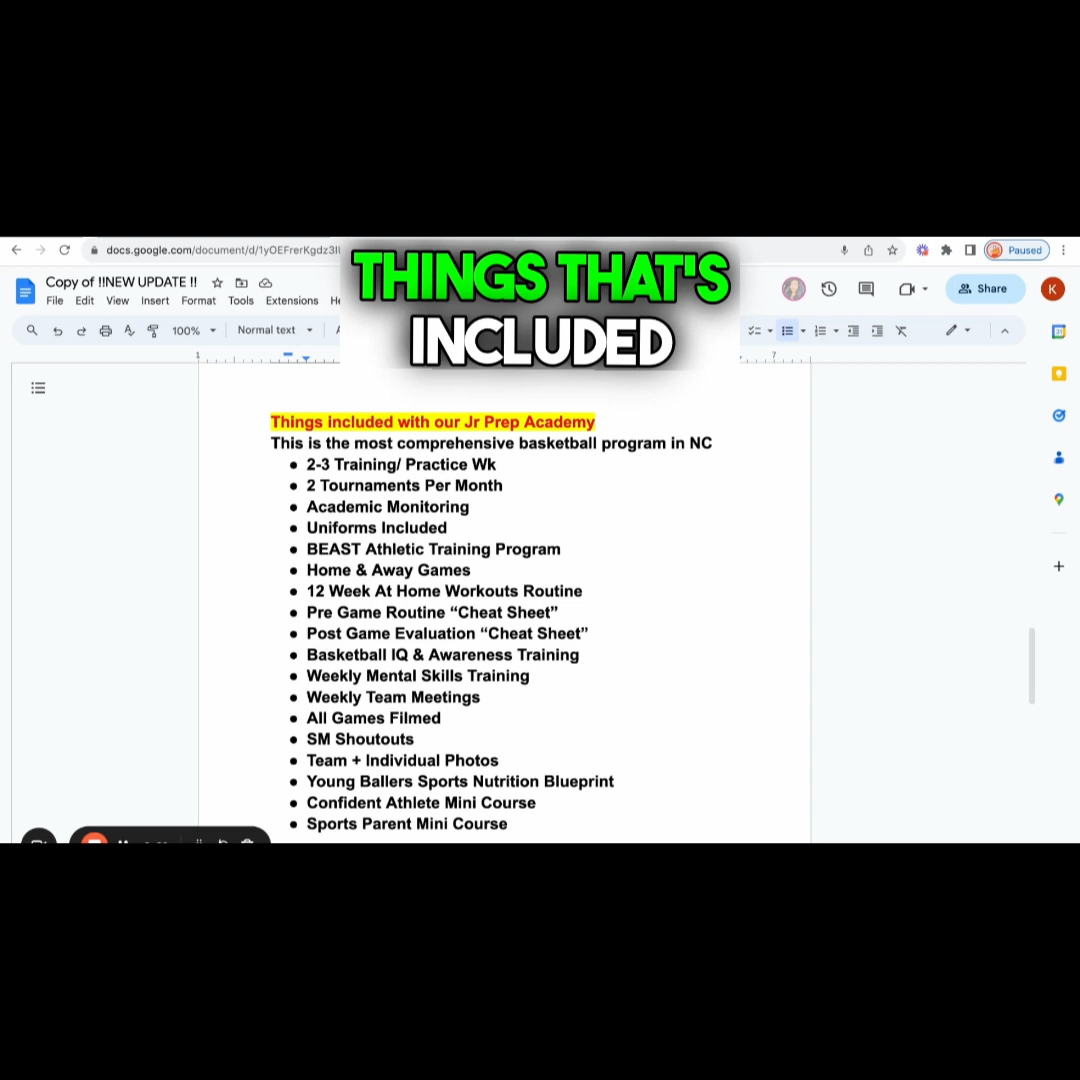 docs.google.com/document/d/1yOEFrerKgdz3l
Paused
THINGS THAT'S
INCLUDED
Copy of !!NEW UPDATE !!
Share
K
File Edit View Insert Format Tools Extensions
100% Normal text
1
7
Things included with our Jr Prep Academy
This is the most comprehensive basketball program in NC
● 2-3 Training/ Practice Wk
● 2 Tournaments Per Month
● Academic Monitoring
● Uniforms Included
● BEAST Athletic Training Program
● Home & Away Games
● 12 Week At Home Workouts Routine
● Pre Game Routine “Cheat Sheet”
● Post Game Evaluation “Cheat Sheet”
● Basketball IQ & Awareness Training
● Weekly Mental Skills Training
● Weekly Team Meetings
● All Games Filmed
● SM Shoutouts
● Team + Individual Photos
● Young Ballers Sports Nutrition Blueprint
● Confident Athlete Mini Course
● Sports Parent Mini Course